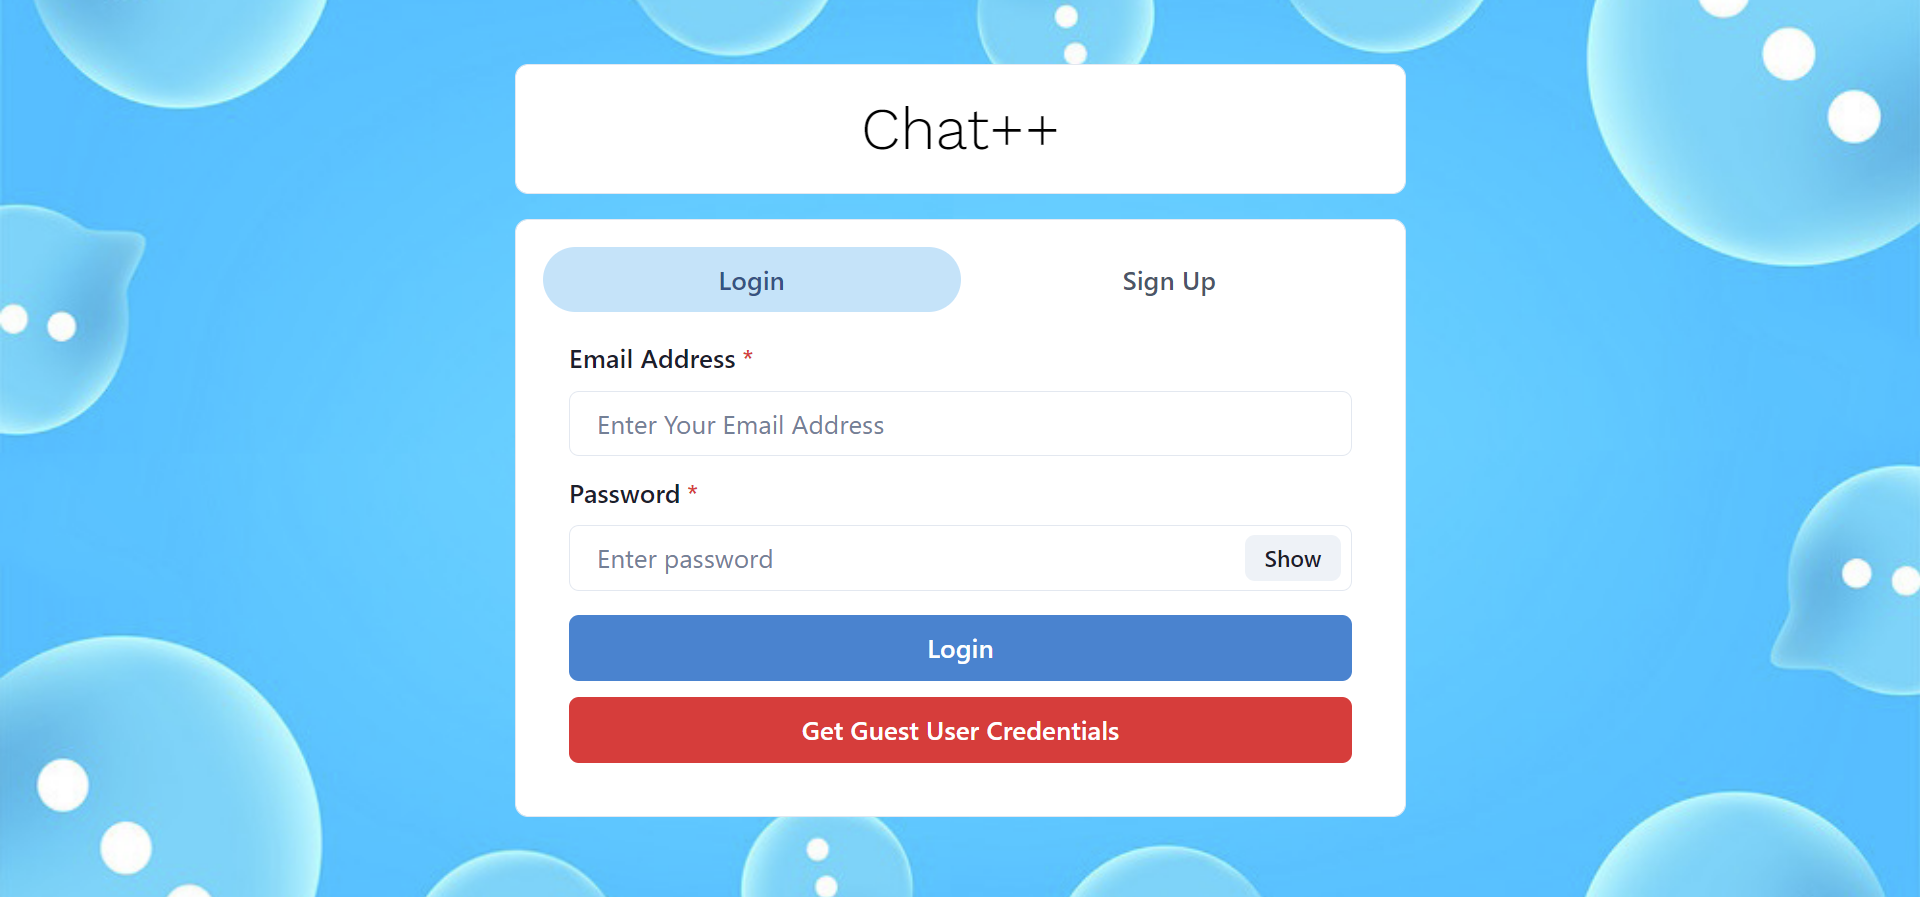 Chat++
Login Sign Up
Email Address *
Enter Your Email Address
Password *
Enter password Show
Login
Get Guest User Credentials